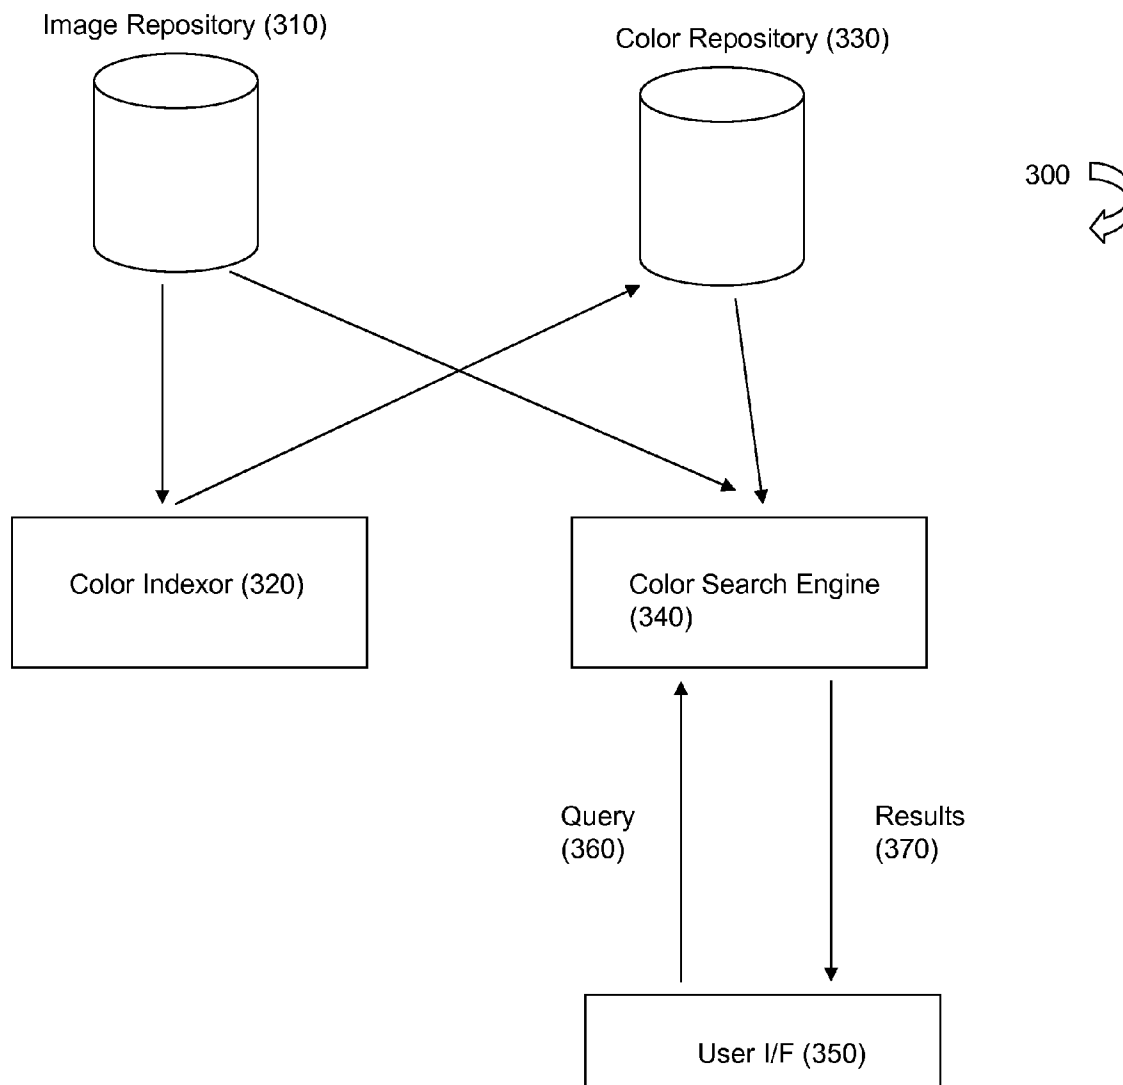 Image Repository (310)
Color Repository (330)
300
Color Indexor (320)
Color Search Engine
(340)
Query
(360)
Results
(370)
User I/F (350)